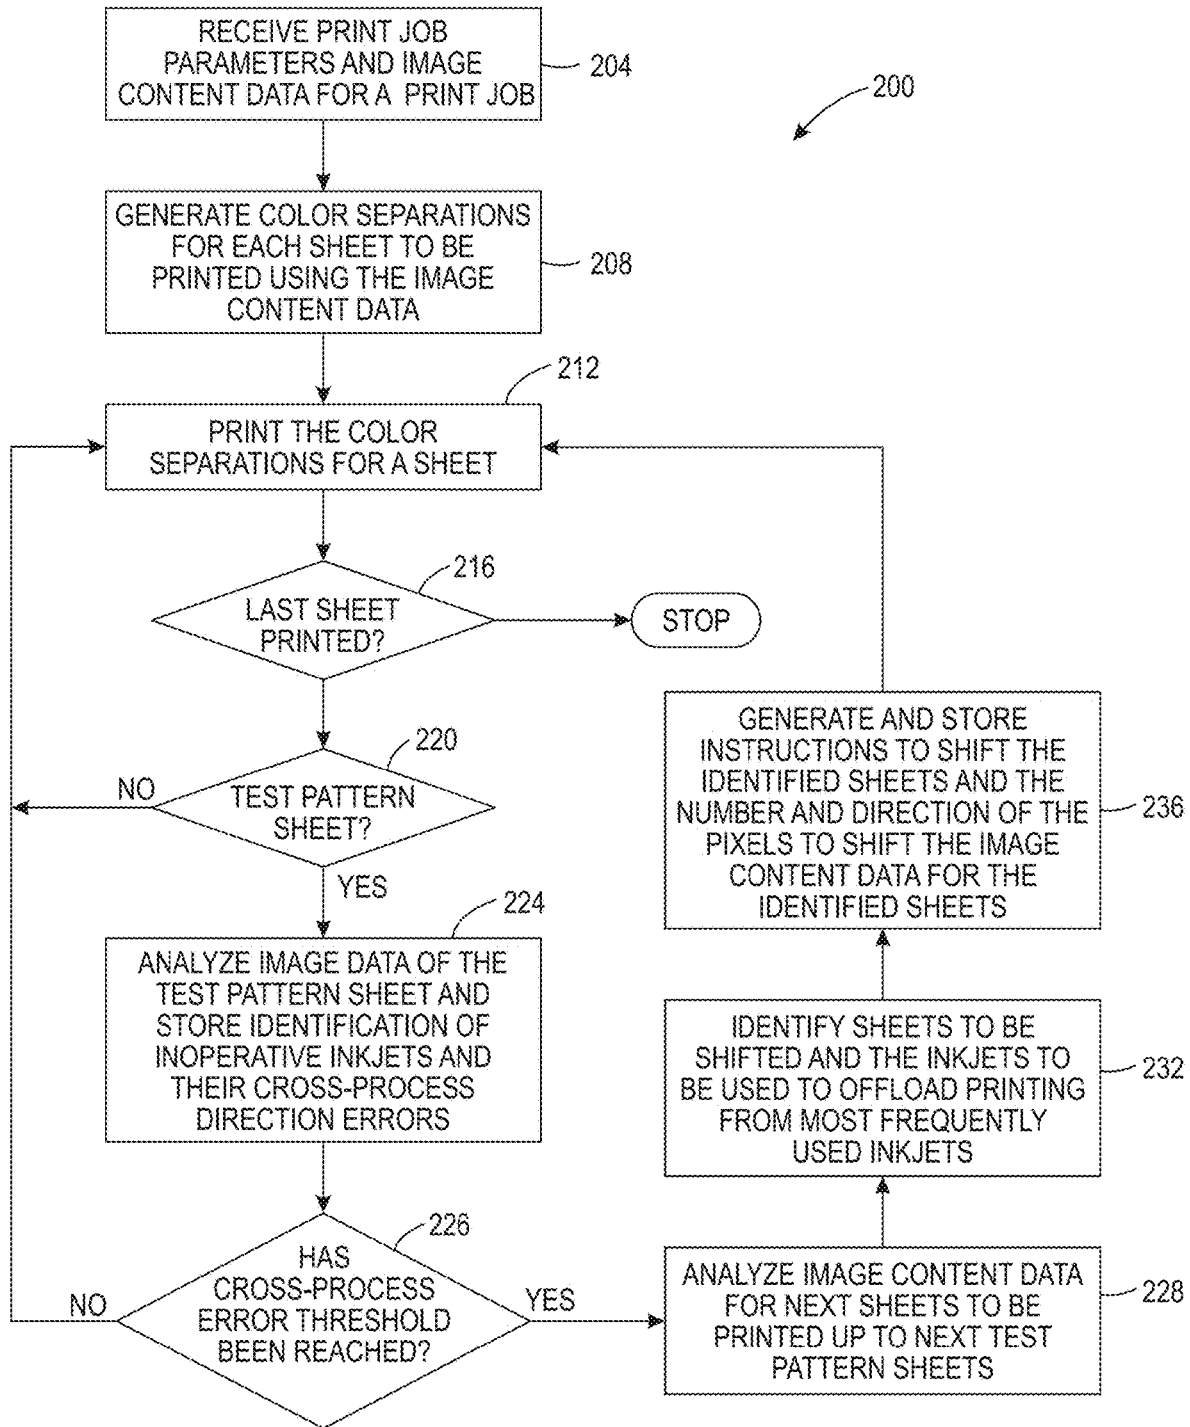 RECEIVE PRINT JOB
PARAMETERS AND IMAGE
CONTENT DATA FOR A PRINT JOB
204
200
GENERATE COLOR SEPARATIONS
FOR EACH SHEET TO BE
PRINTED USING THE IMAGE
CONTENT DATA
208
212
PRINT THE COLOR
SEPARATIONS FOR A SHEET
216
LAST SHEET
PRINTED?
STOP
220
NO
TEST PATTERN
SHEET?
YES
224
ANALYZE IMAGE DATA OF THE
TEST PATTERN SHEET AND
STORE IDENTIFICATION OF
INOPERATIVE INKJETS AND
THEIR CROSS-PROCESS
DIRECTION ERRORS
226
HAS
CROSS-PROCESS
ERROR THRESHOLD
BEEN REACHED?
NO
YES
ANALYZE IMAGE CONTENT DATA
FOR NEXT SHEETS TO BE
PRINTED UP TO NEXT TEST
PATTERN SHEETS
228
IDENTIFY SHEETS TO BE
SHIFTED AND THE INKJETS TO
BE USED TO OFFLOAD PRINTING
FROM MOST FREQUENTLY
USED INKJETS
232
GENERATE AND STORE
INSTRUCTIONS TO SHIFT THE
IDENTIFIED SHEETS AND THE
NUMBER AND DIRECTION OF THE
PIXELS TO SHIFT THE IMAGE
CONTENT DATA FOR THE
IDENTIFIED SHEETS
236